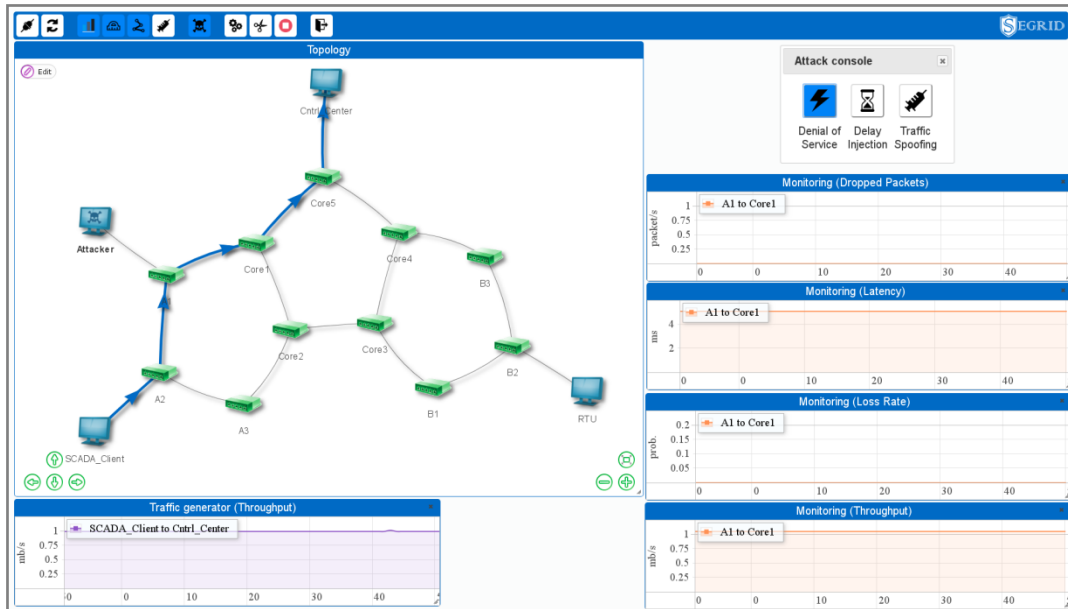 SEGRID
Topology
Edit
Cntrl_Center
Core5
Attacker
Core1
Core4
B3
Core2
Core3
A2
A3
B1
B2
RTU
SCADA_Client
Attack console
Denial of Service
Delay Injection
Traffic Spoofing
Monitoring (Dropped Packets)
A1 to Core1
packet/s
1
0.75
0.5
0.25
0 0 10 20 30 40
Monitoring (Latency)
A1 to Core1
ms
4
2
0 0 10 20 30 40
Monitoring (Loss Rate)
A1 to Core1
prob.
0.2
0.15
0.1
0.05
0 0 10 20 30 40
Traffic generator (Throughput)
SCADA_Client to Cntrl_Center
mb/s
1
0.75
0.5
0.25
0 0 10 20 30 40
Monitoring (Throughput)
A1 to Core1
mb/s
1
0.75
0.5
0.25
0 0 10 20 30 40